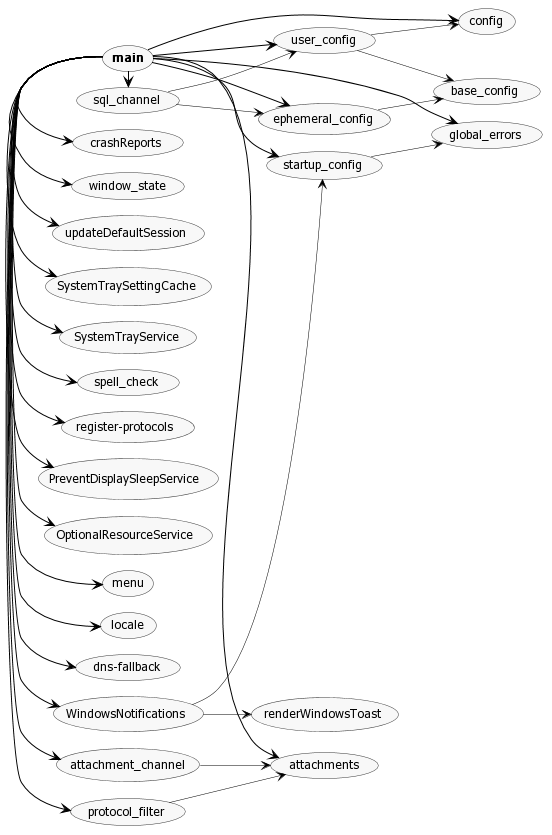 config
user_config
main
base_config
sql_channel
ephemeral_config
global_errors
crashReports
startup_config
window_state
updateDefaultSession
SystemTraySettingCache
SystemTrayService
spell_check
register-protocols
PreventDisplaySleepService
OptionalResourceService
menu
locale
dns-fallback
WindowsNotifications
renderWindowsToast
attachment_channel
attachments
protocol_filter